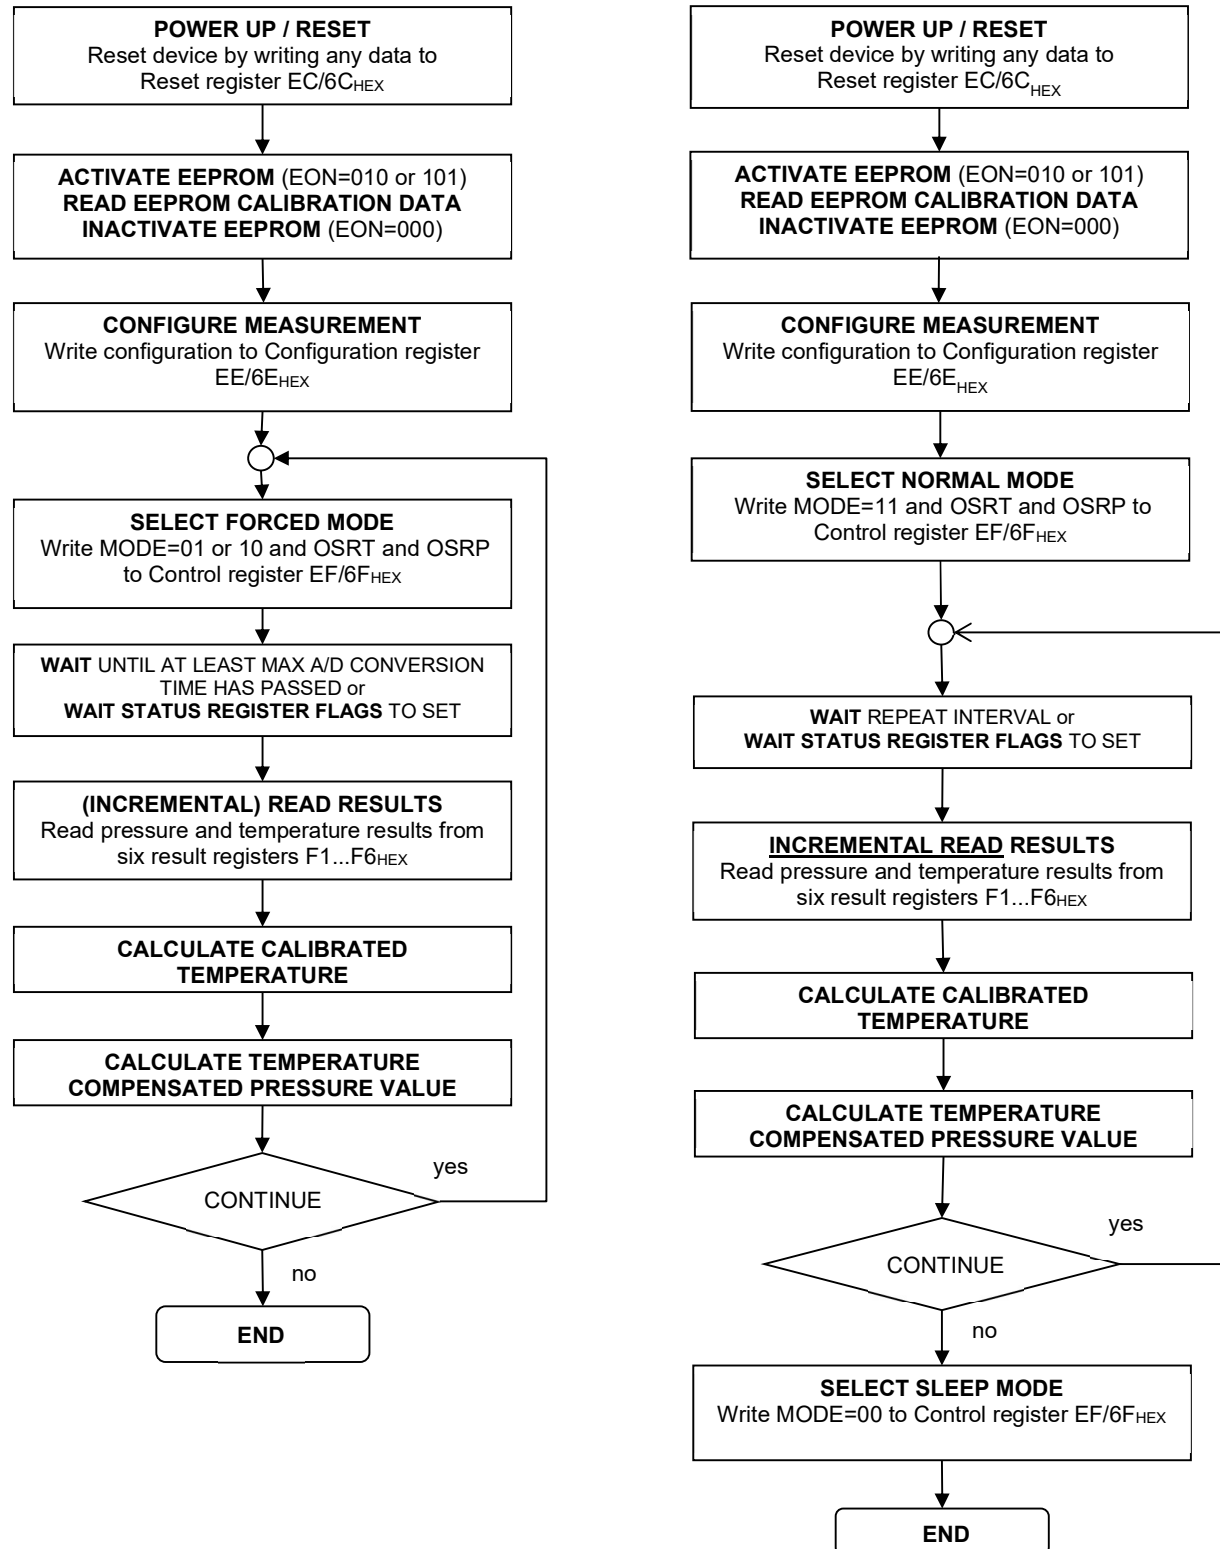 POWER UP / RESET
Reset device by writing any data to
Reset register EC/6CHEX
ACTIVATE EEPROM (EON=010 or 101)
READ EEPROM CALIBRATION DATA
INACTIVATE EEPROM (EON=000)
CONFIGURE MEASUREMENT
Write configuration to Configuration register
EE/6EHEX
SELECT FORCED MODE
Write MODE=01 or 10 and OSRT and OSRP
to Control register EF/6FHEX
WAIT UNTIL AT LEAST MAX A/D CONVERSION
TIME HAS PASSED or
WAIT STATUS REGISTER FLAGS TO SET
(INCREMENTAL) READ RESULTS
Read pressure and temperature results from
six result registers F1...F6HEX
CALCULATE CALIBRATED
TEMPERATURE
CALCULATE TEMPERATURE
COMPENSATED PRESSURE VALUE
yes
CONTINUE
no
END
POWER UP / RESET
Reset device by writing any data to
Reset register EC/6CHEX
ACTIVATE EEPROM (EON=010 or 101)
READ EEPROM CALIBRATION DATA
INACTIVATE EEPROM (EON=000)
CONFIGURE MEASUREMENT
Write configuration to Configuration register
EE/6EHEX
SELECT NORMAL MODE
Write MODE=11 and OSRT and OSRP to
Control register EF/6FHEX
WAIT REPEAT INTERVAL or
WAIT STATUS REGISTER FLAGS TO SET
INCREMENTAL READ RESULTS
Read pressure and temperature results from
six result registers F1...F6HEX
CALCULATE CALIBRATED
TEMPERATURE
CALCULATE TEMPERATURE
COMPENSATED PRESSURE VALUE
yes
CONTINUE
no
SELECT SLEEP MODE
Write MODE=00 to Control register EF/6FHEX
END